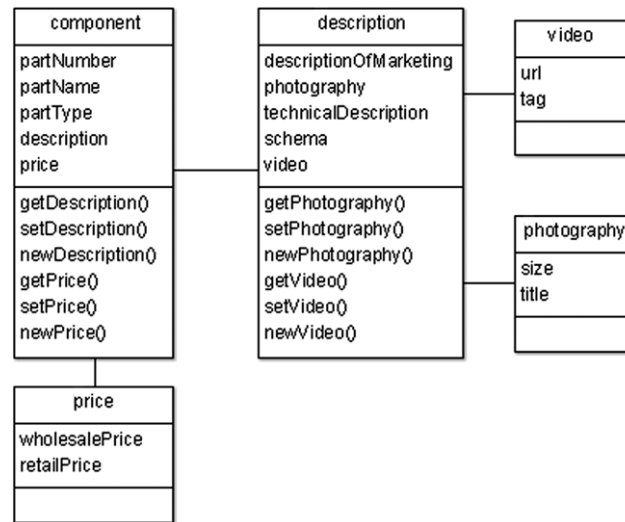 component
partNumber
partName
partType
description
price
getDescription()
setDescription()
newDescription()
getPrice()
setPrice()
newPrice()
description
descriptionOfMarketing
photography
technicalDescription
schema
video
getPhotography()
setPhotography()
newPhotography()
getVideo()
setVideo()
newVideo()
video
url
tag
photography
size
title
price
wholesalePrice
retailPrice